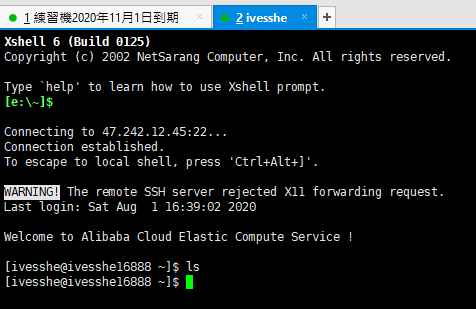 1 練習機2020年11月1日到期 × 2 ivesshe × +
Xshell 6 (Build 0125)
Copyright (c) 2002 NetSarang Computer, Inc. All rights reserved.
Type `help' to learn how to use Xshell prompt.
[e:\~]$
Connecting to 47.242.12.45:22...
Connection established.
To escape to local shell, press 'Ctrl+Alt+]'.
WARNING! The remote SSH server rejected X11 forwarding request.
Last login: Sat Aug  1 16:39:02 2020
Welcome to Alibaba Cloud Elastic Compute Service !
[ivesshe@ivesshe16888 ~]$ ls
[ivesshe@ivesshe16888 ~]$